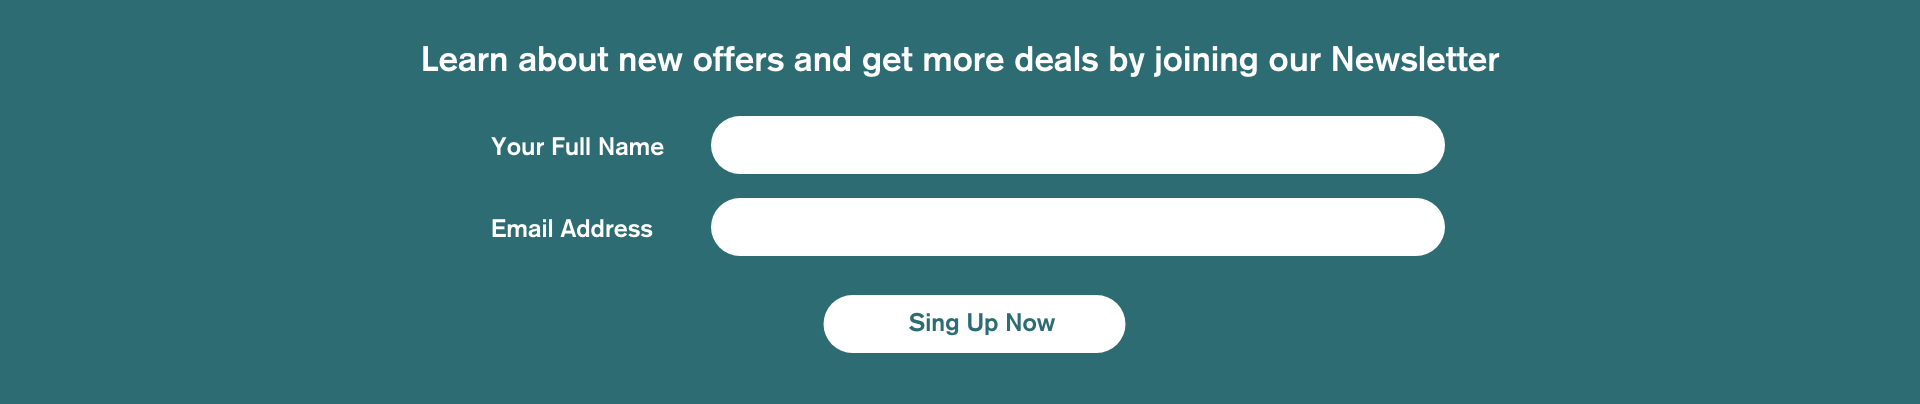 Learn about new offers and get more deals by joining our Newsletter
Your Full Name
Email Address
Sing Up Now